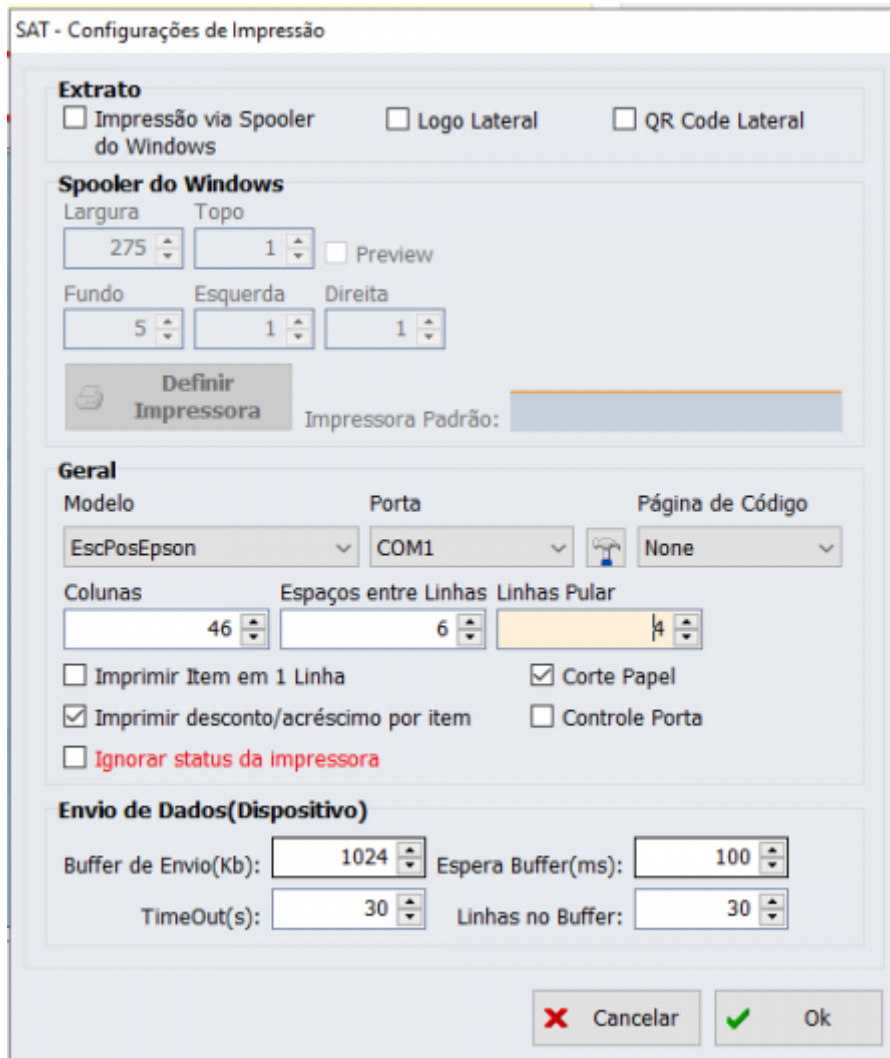 SAT - Configurações de Impressão
Extrato
Impressão via Spooler do Windows
Logo Lateral
QR Code Lateral
Spooler do Windows
Largura Topo
275 1 Preview
Fundo Esquerda Direita
5 1 1
Definir Impressora
Impressora Padrão:
Geral
Modelo Porta Página de Código
EscPosEpson COM1 None
Colunas Espaços entre Linhas Linhas Pular
46 6 4
Imprimir Item em 1 Linha Corte Papel
Imprimir desconto/acréscimo por item Controle Porta
Ignorar status da impressora
Envio de Dados(Dispositivo)
Buffer de Envio(Kb): 1024 Espera Buffer(ms): 100
TimeOut(s): 30 Linhas no Buffer: 30
Cancelar Ok